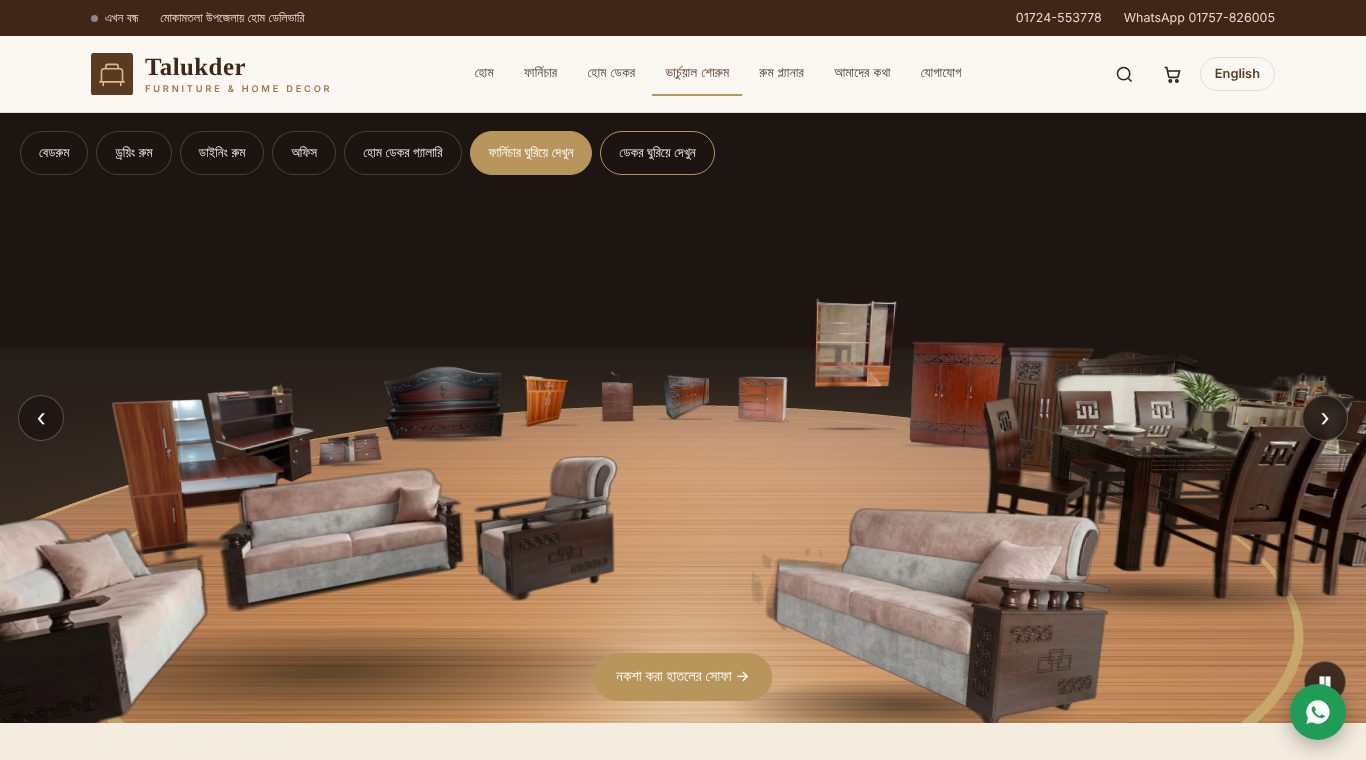 এখন বন্ধ
মোকামতলা উপজেলায় হোম ডেলিভারি
01724-553778
WhatsApp 01757-826005
Talukder
FURNITURE & HOME DECOR
হোম
ফার্নিচার
হোম ডেকর
ভার্চুয়াল শোরুম
রুম প্ল্যানার
আমাদের কথা
যোগাযোগ
English
বেডরুম
ড্রয়িং রুম
ডাইনিং রুম
অফিস
হোম ডেকর গ্যালারি
ফার্নিচার ঘুরিয়ে দেখুন
ডেকর ঘুরিয়ে দেখুন
নকশা করা হাতলের সোফা →